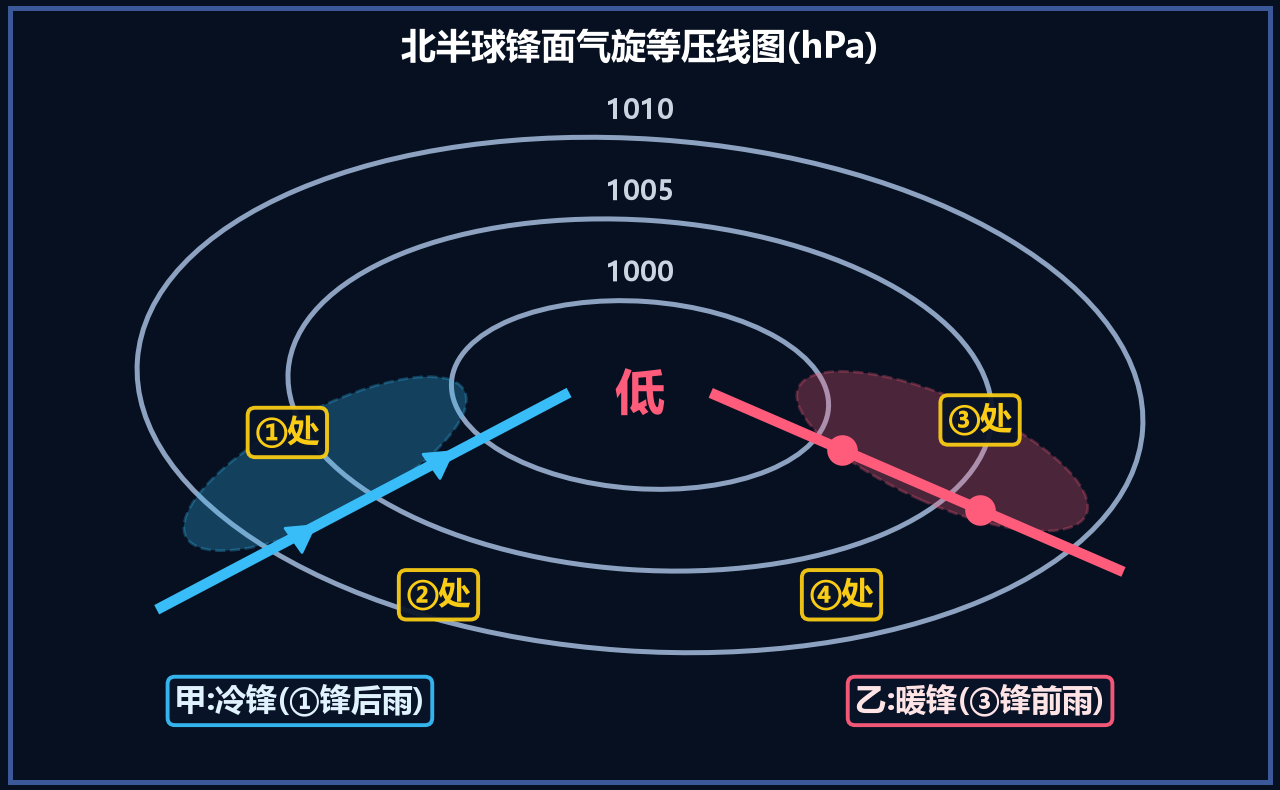 北半球锋面气旋等压线图(hPa)
1010
1005
1000
低
①处
③处
②处
④处
甲:冷锋(①锋后雨)
乙:暖锋(③锋前雨)